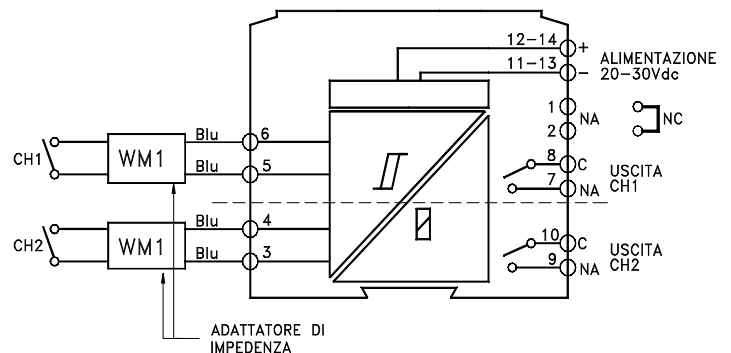 12-14 +
11-13 -
ALIMENTAZIONE
20-30Vdc
1
NA
2
NC
CH1
WM1
Blu 6
Blu 5
8 C
7 NA
USCITA
CH1
CH2
WM1
Blu 4
Blu 3
10 C
9 NA
USCITA
CH2
ADATTATORE DI
IMPEDENZA